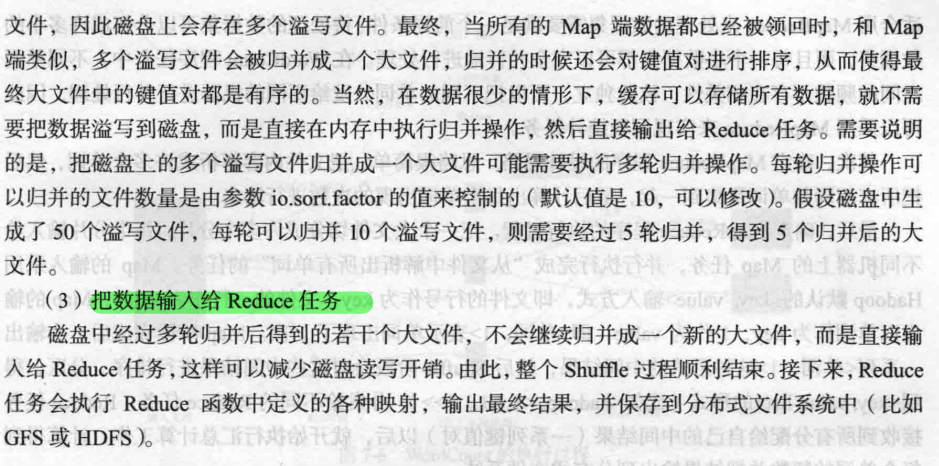 文件，因此磁盘上会存在多个溢写文件。最终，当所有的 Map 端数据都已经被领回时，和 Map
端类似，多个溢写文件会被归并成一个大文件，归并的时候还会对键值对进行排序，从而使得最
终大文件中的键值对都是有序的。当然，在数据很少的情形下，缓存可以存储所有数据，就不需
要把数据溢写到磁盘，而是直接在内存中执行归并操作，然后直接输出给 Reduce 任务。需要说明
的是，把磁盘上的多个溢写文件归并成一个大文件可能需要执行多轮归并操作。每轮归并操作可
以归并的文件数量是由参数 io.sort.factor 的值来控制的（默认值是 10，可以修改）。假设磁盘中生
成了 50 个溢写文件，每轮可以归并 10 个溢写文件，则需要经过 5 轮归并，得到 5 个归并后的大
文件。
（3）把数据输入给 Reduce 任务
磁盘中经过多轮归并后得到的若干个大文件，不会继续归并成一个新的大文件，而是直接输
入给 Reduce 任务，这样可以减少磁盘读写开销。由此，整个 Shuffle 过程顺利结束。接下来，Reduce
任务会执行 Reduce 函数中定义的各种映射，输出最终结果，并保存到分布式文件系统中（比如
GFS 或 HDFS）。